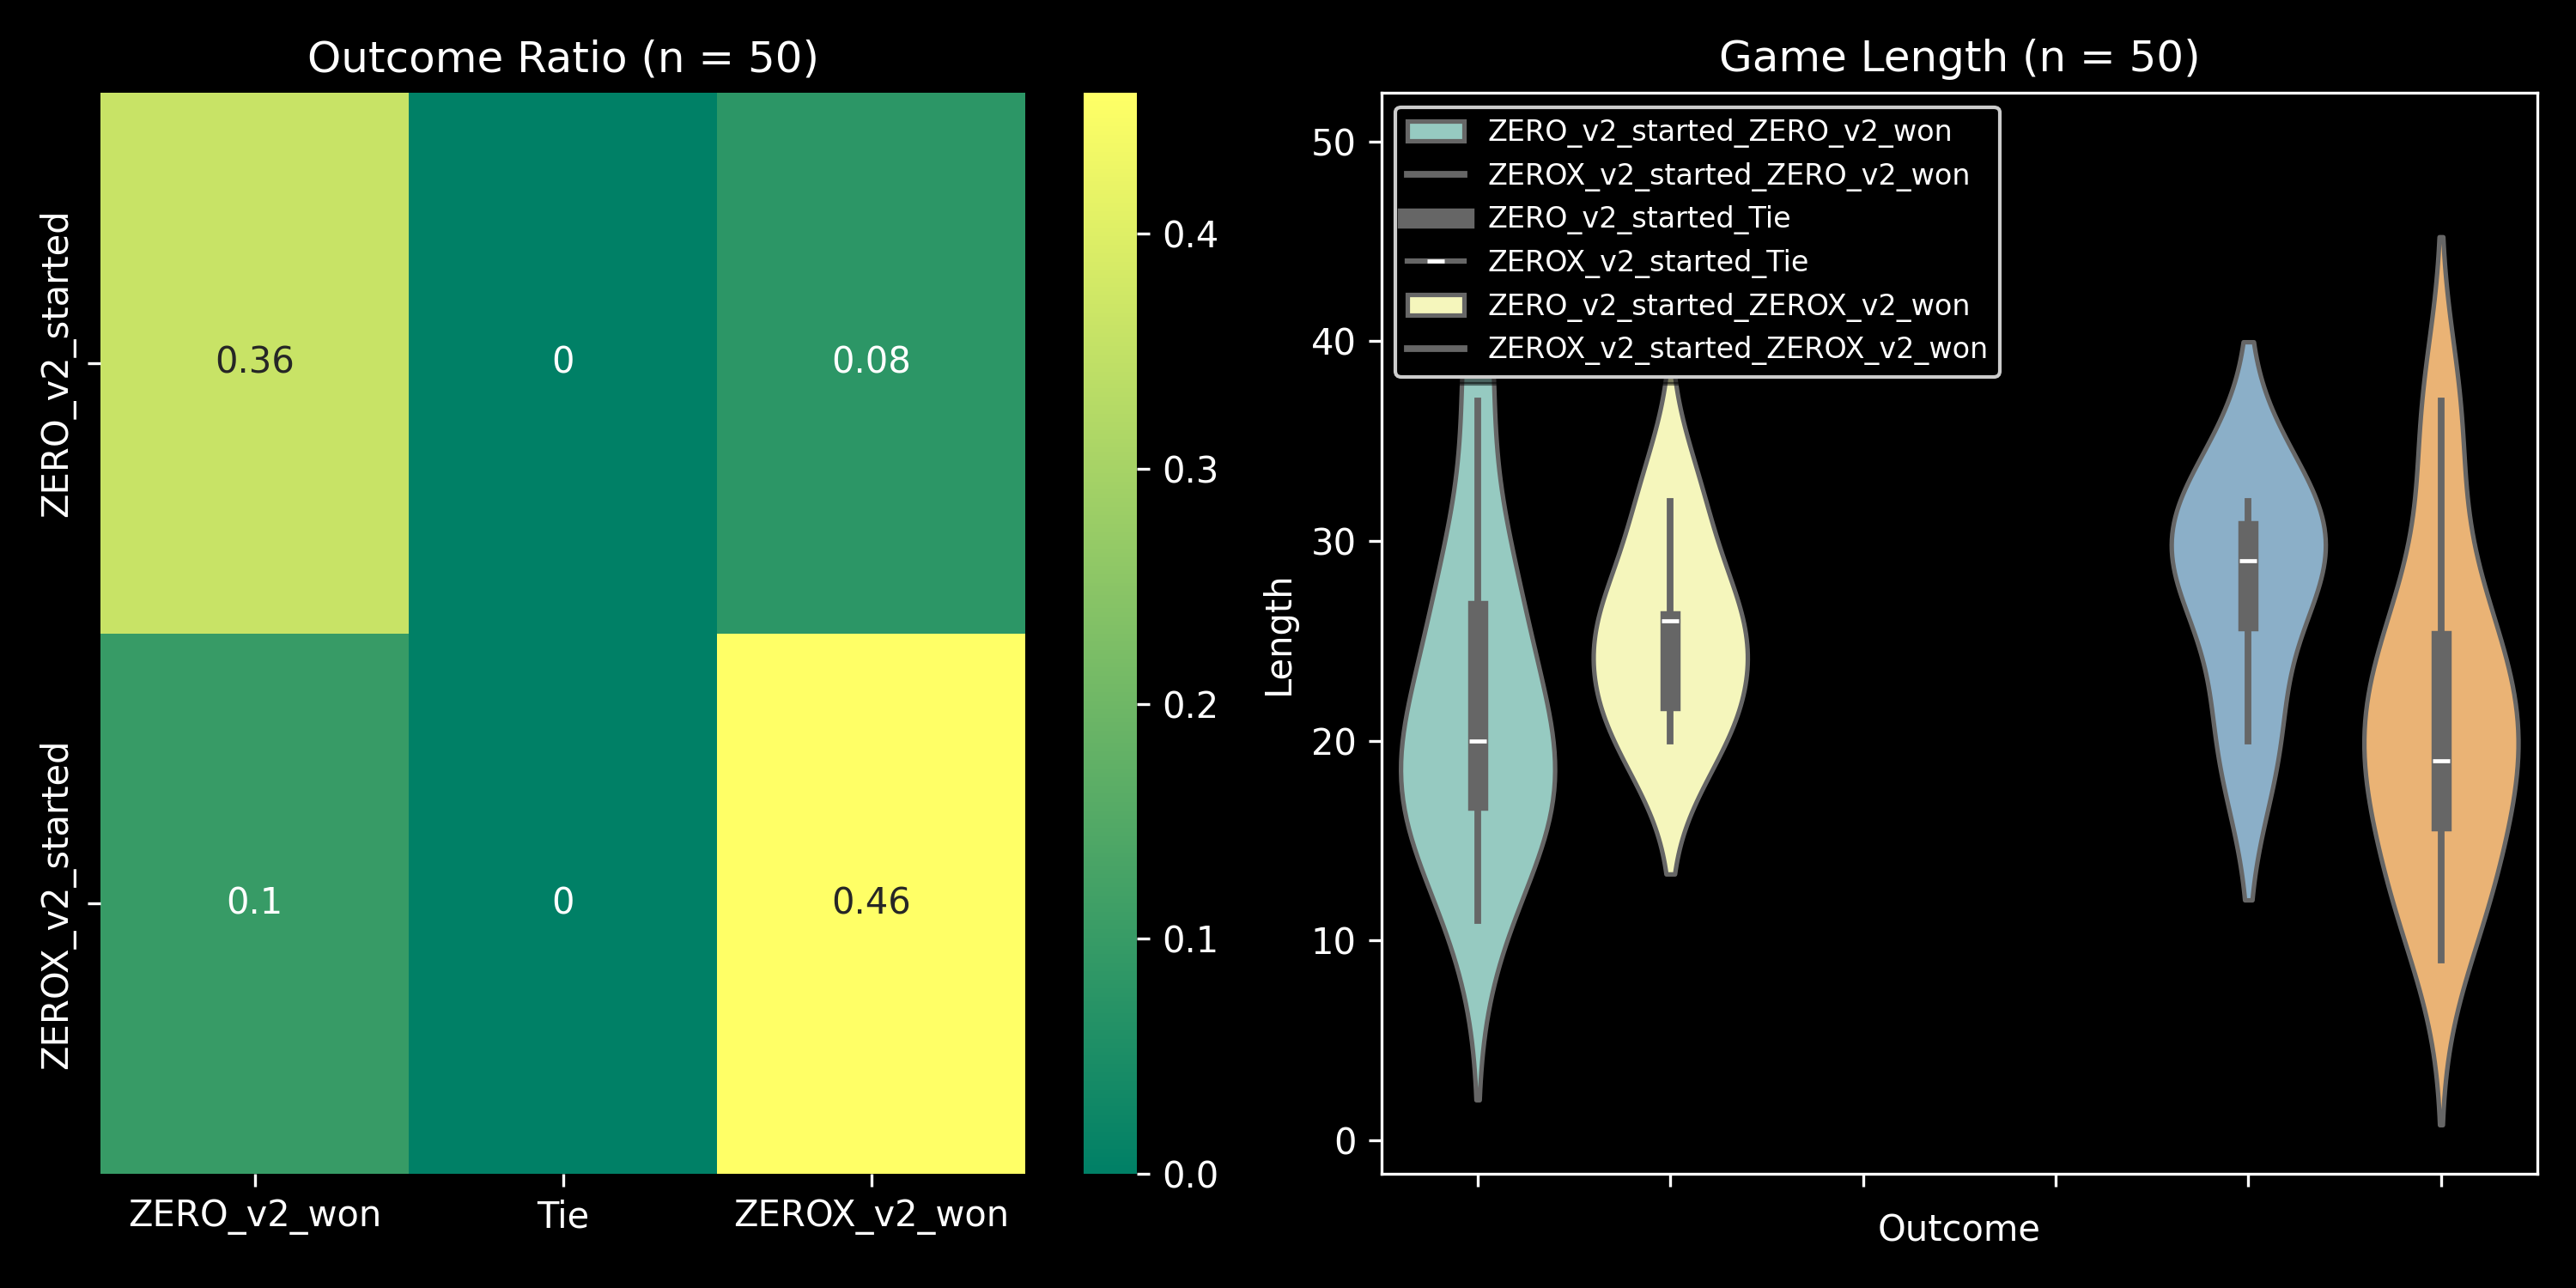 Outcome Ratio (n = 50)
ZERO_v2_started
ZEROX_v2_started
0.36
0
0.08
0.1
0
0.46
ZERO_v2_won
Tie
ZEROX_v2_won
0.4
0.3
0.2
0.1
0.0
Game Length (n = 50)
Length
50
40
30
20
10
0
ZERO_v2_started_ZERO_v2_won
ZEROX_v2_started_ZERO_v2_won
ZERO_v2_started_Tie
ZEROX_v2_started_Tie
ZERO_v2_started_ZEROX_v2_won
ZEROX_v2_started_ZEROX_v2_won
Outcome